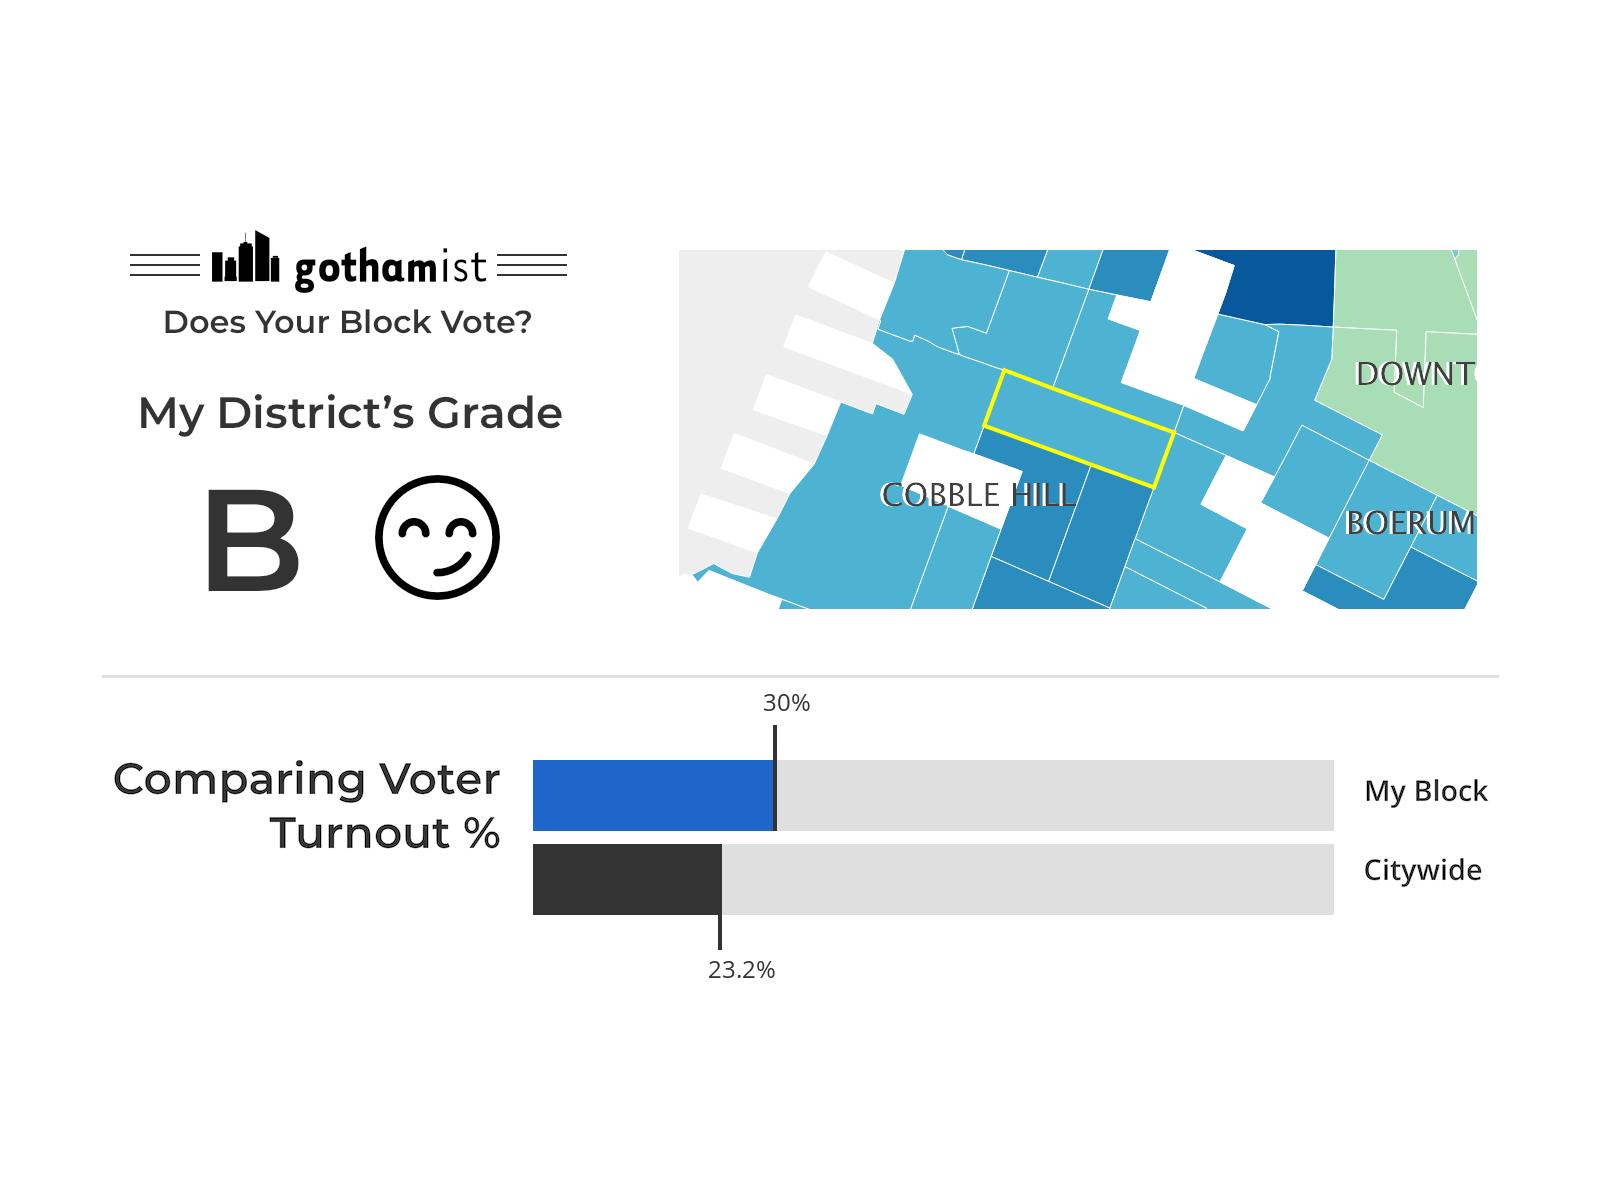 gothamist
Does Your Block Vote?
My District’s Grade
B
DOWNT
COBBLE HILL
BOERUM
30%
Comparing Voter
Turnout %
My Block
Citywide
23.2%